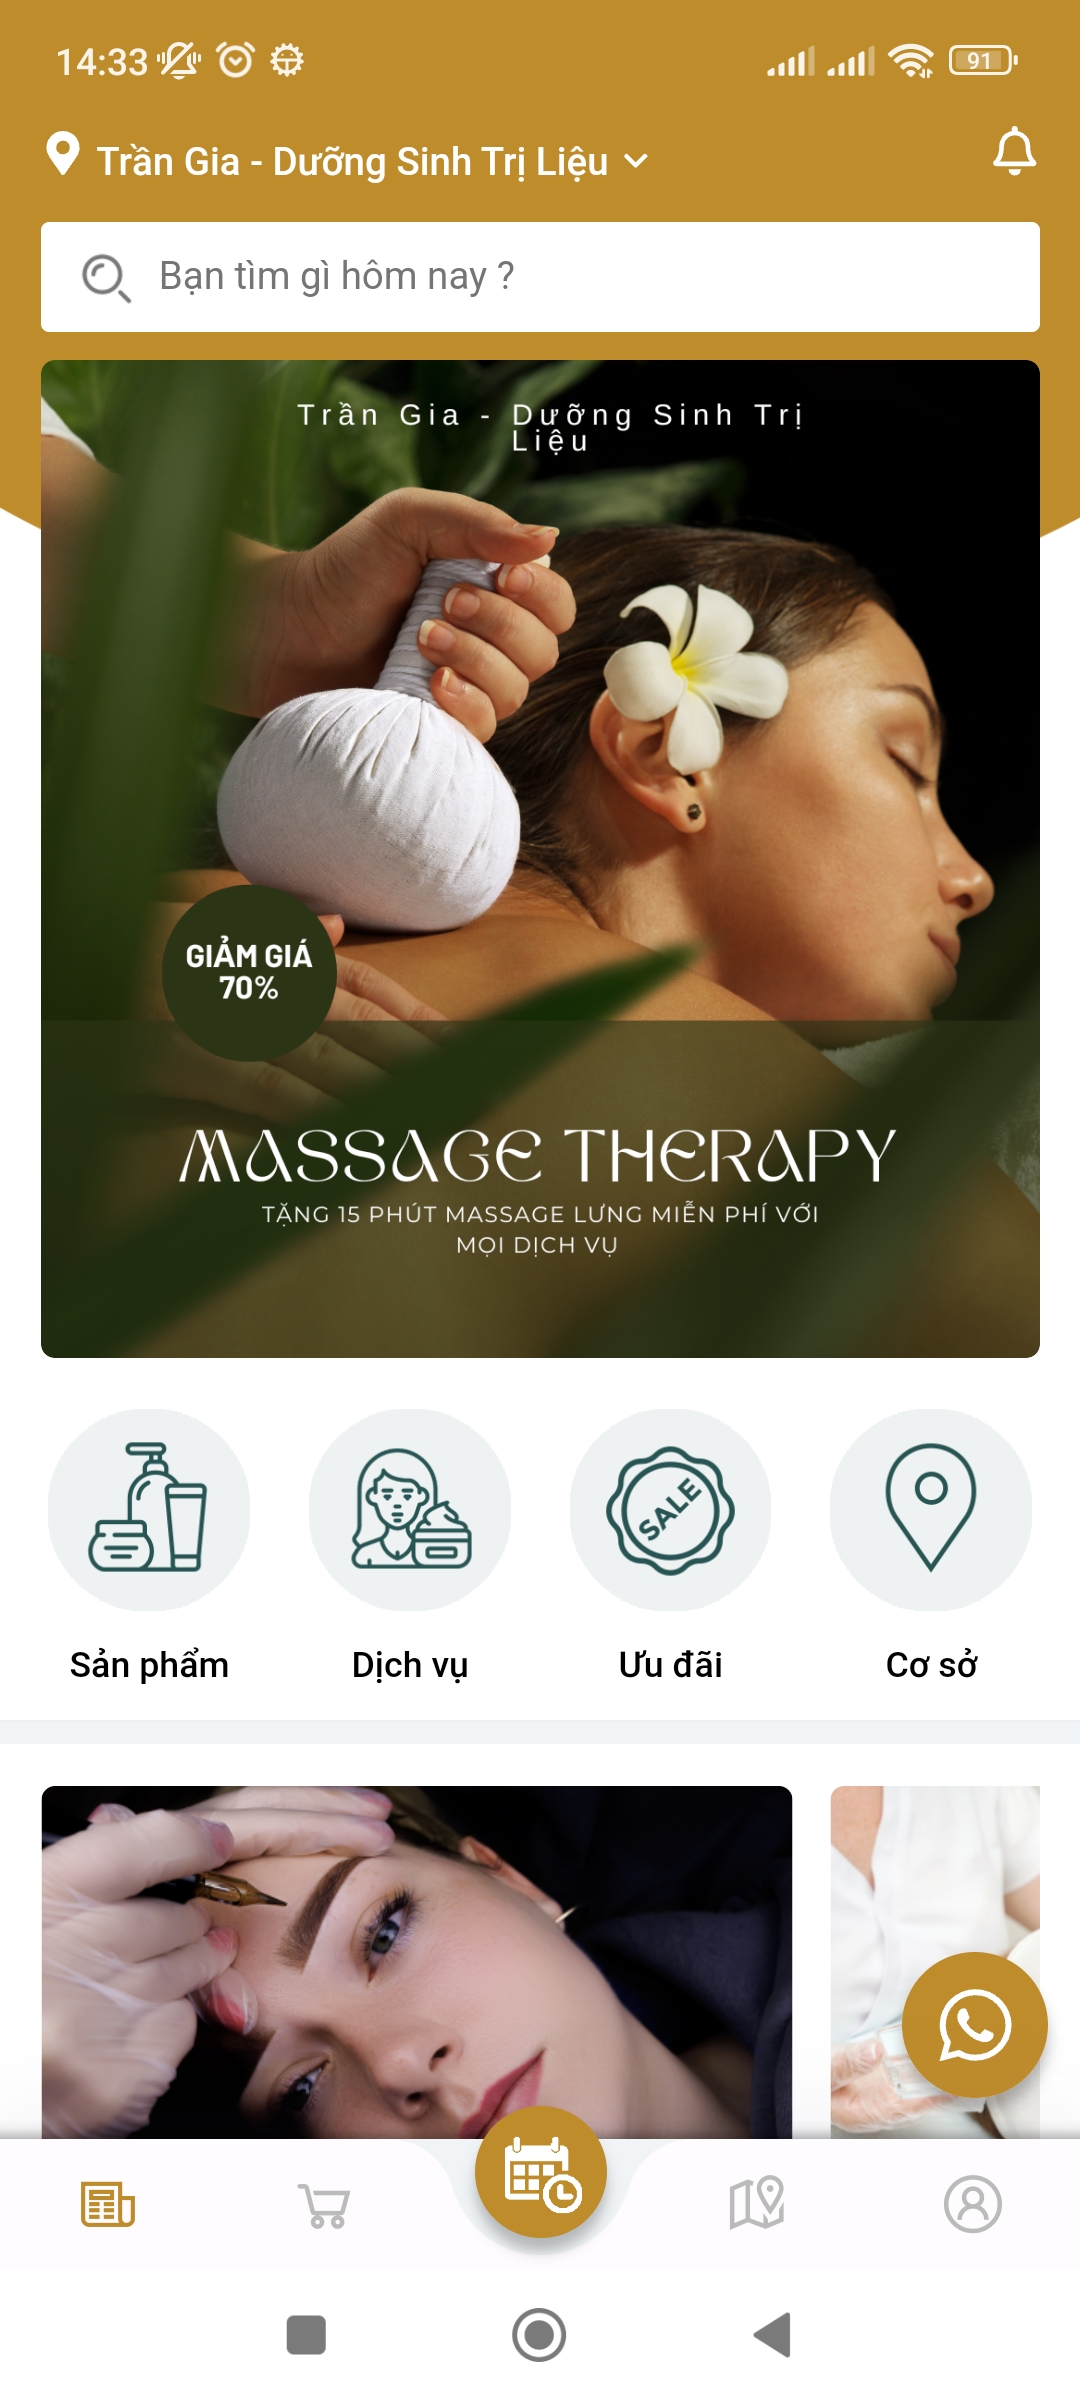 14:33
91
Trần Gia - Dưỡng Sinh Trị Liệu
Bạn tìm gì hôm nay ?
Trần Gia - Dưỡng Sinh Trị
Liệu
GIẢM GIÁ
70%
MASSAGE THERAPY
TẶNG 15 PHÚT MASSAGE LƯNG MIỄN PHÍ VỚI
MỌI DỊCH VỤ
SALE
Sản phẩm
Dịch vụ
Ưu đãi
Cơ sở